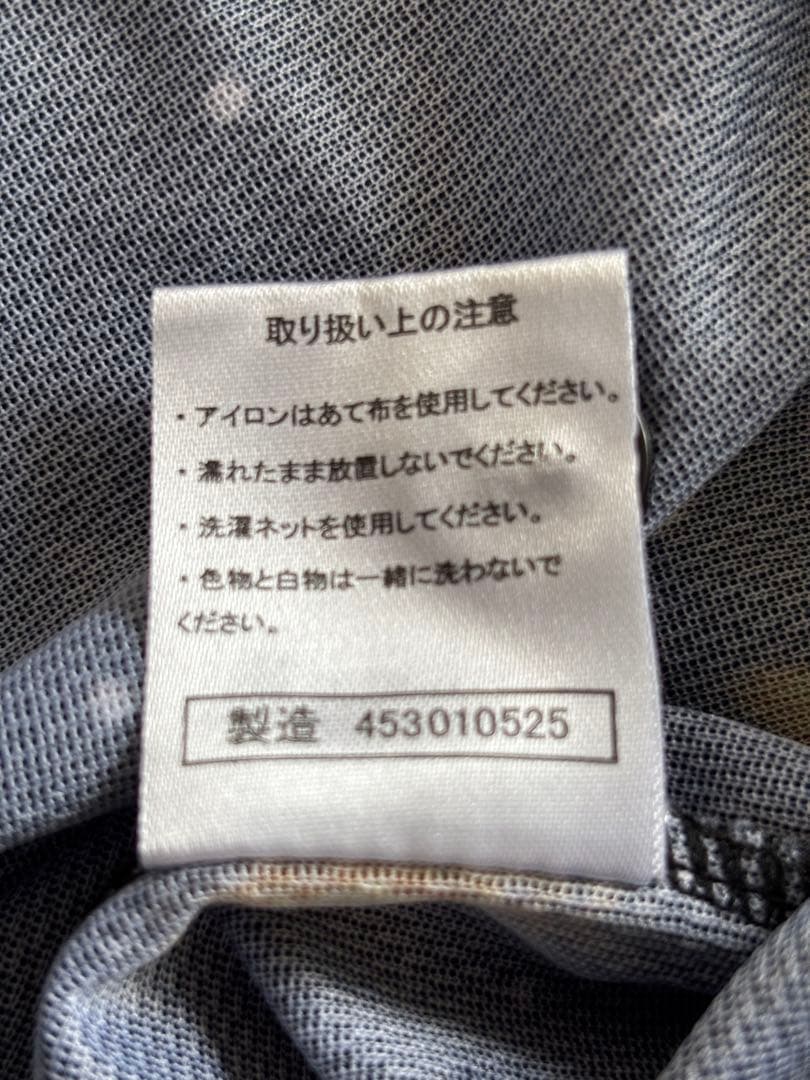 取り扱い上の注意
・アイロンはあて布を使用してください。
・濡れたまま放置しないでください。
・洗濯ネットを使用してください。
・色物と白物は一緒に洗わないで
ください。
製造 453010525